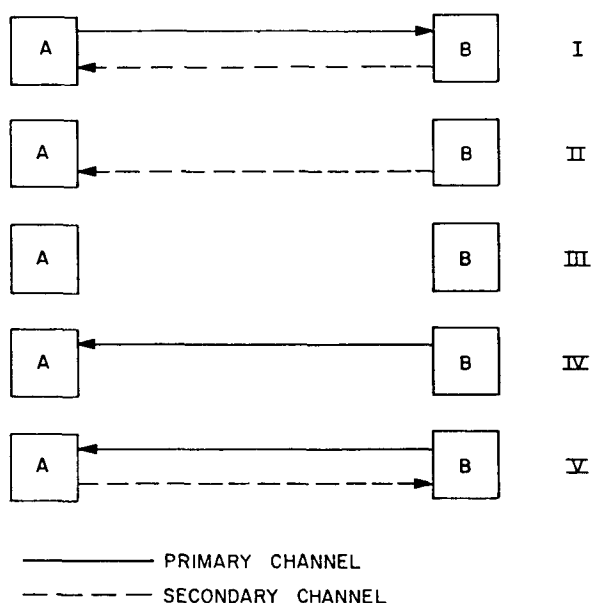 A B I
A B II
A B III
A B IV
A B V
PRIMARY CHANNEL
SECONDARY CHANNEL